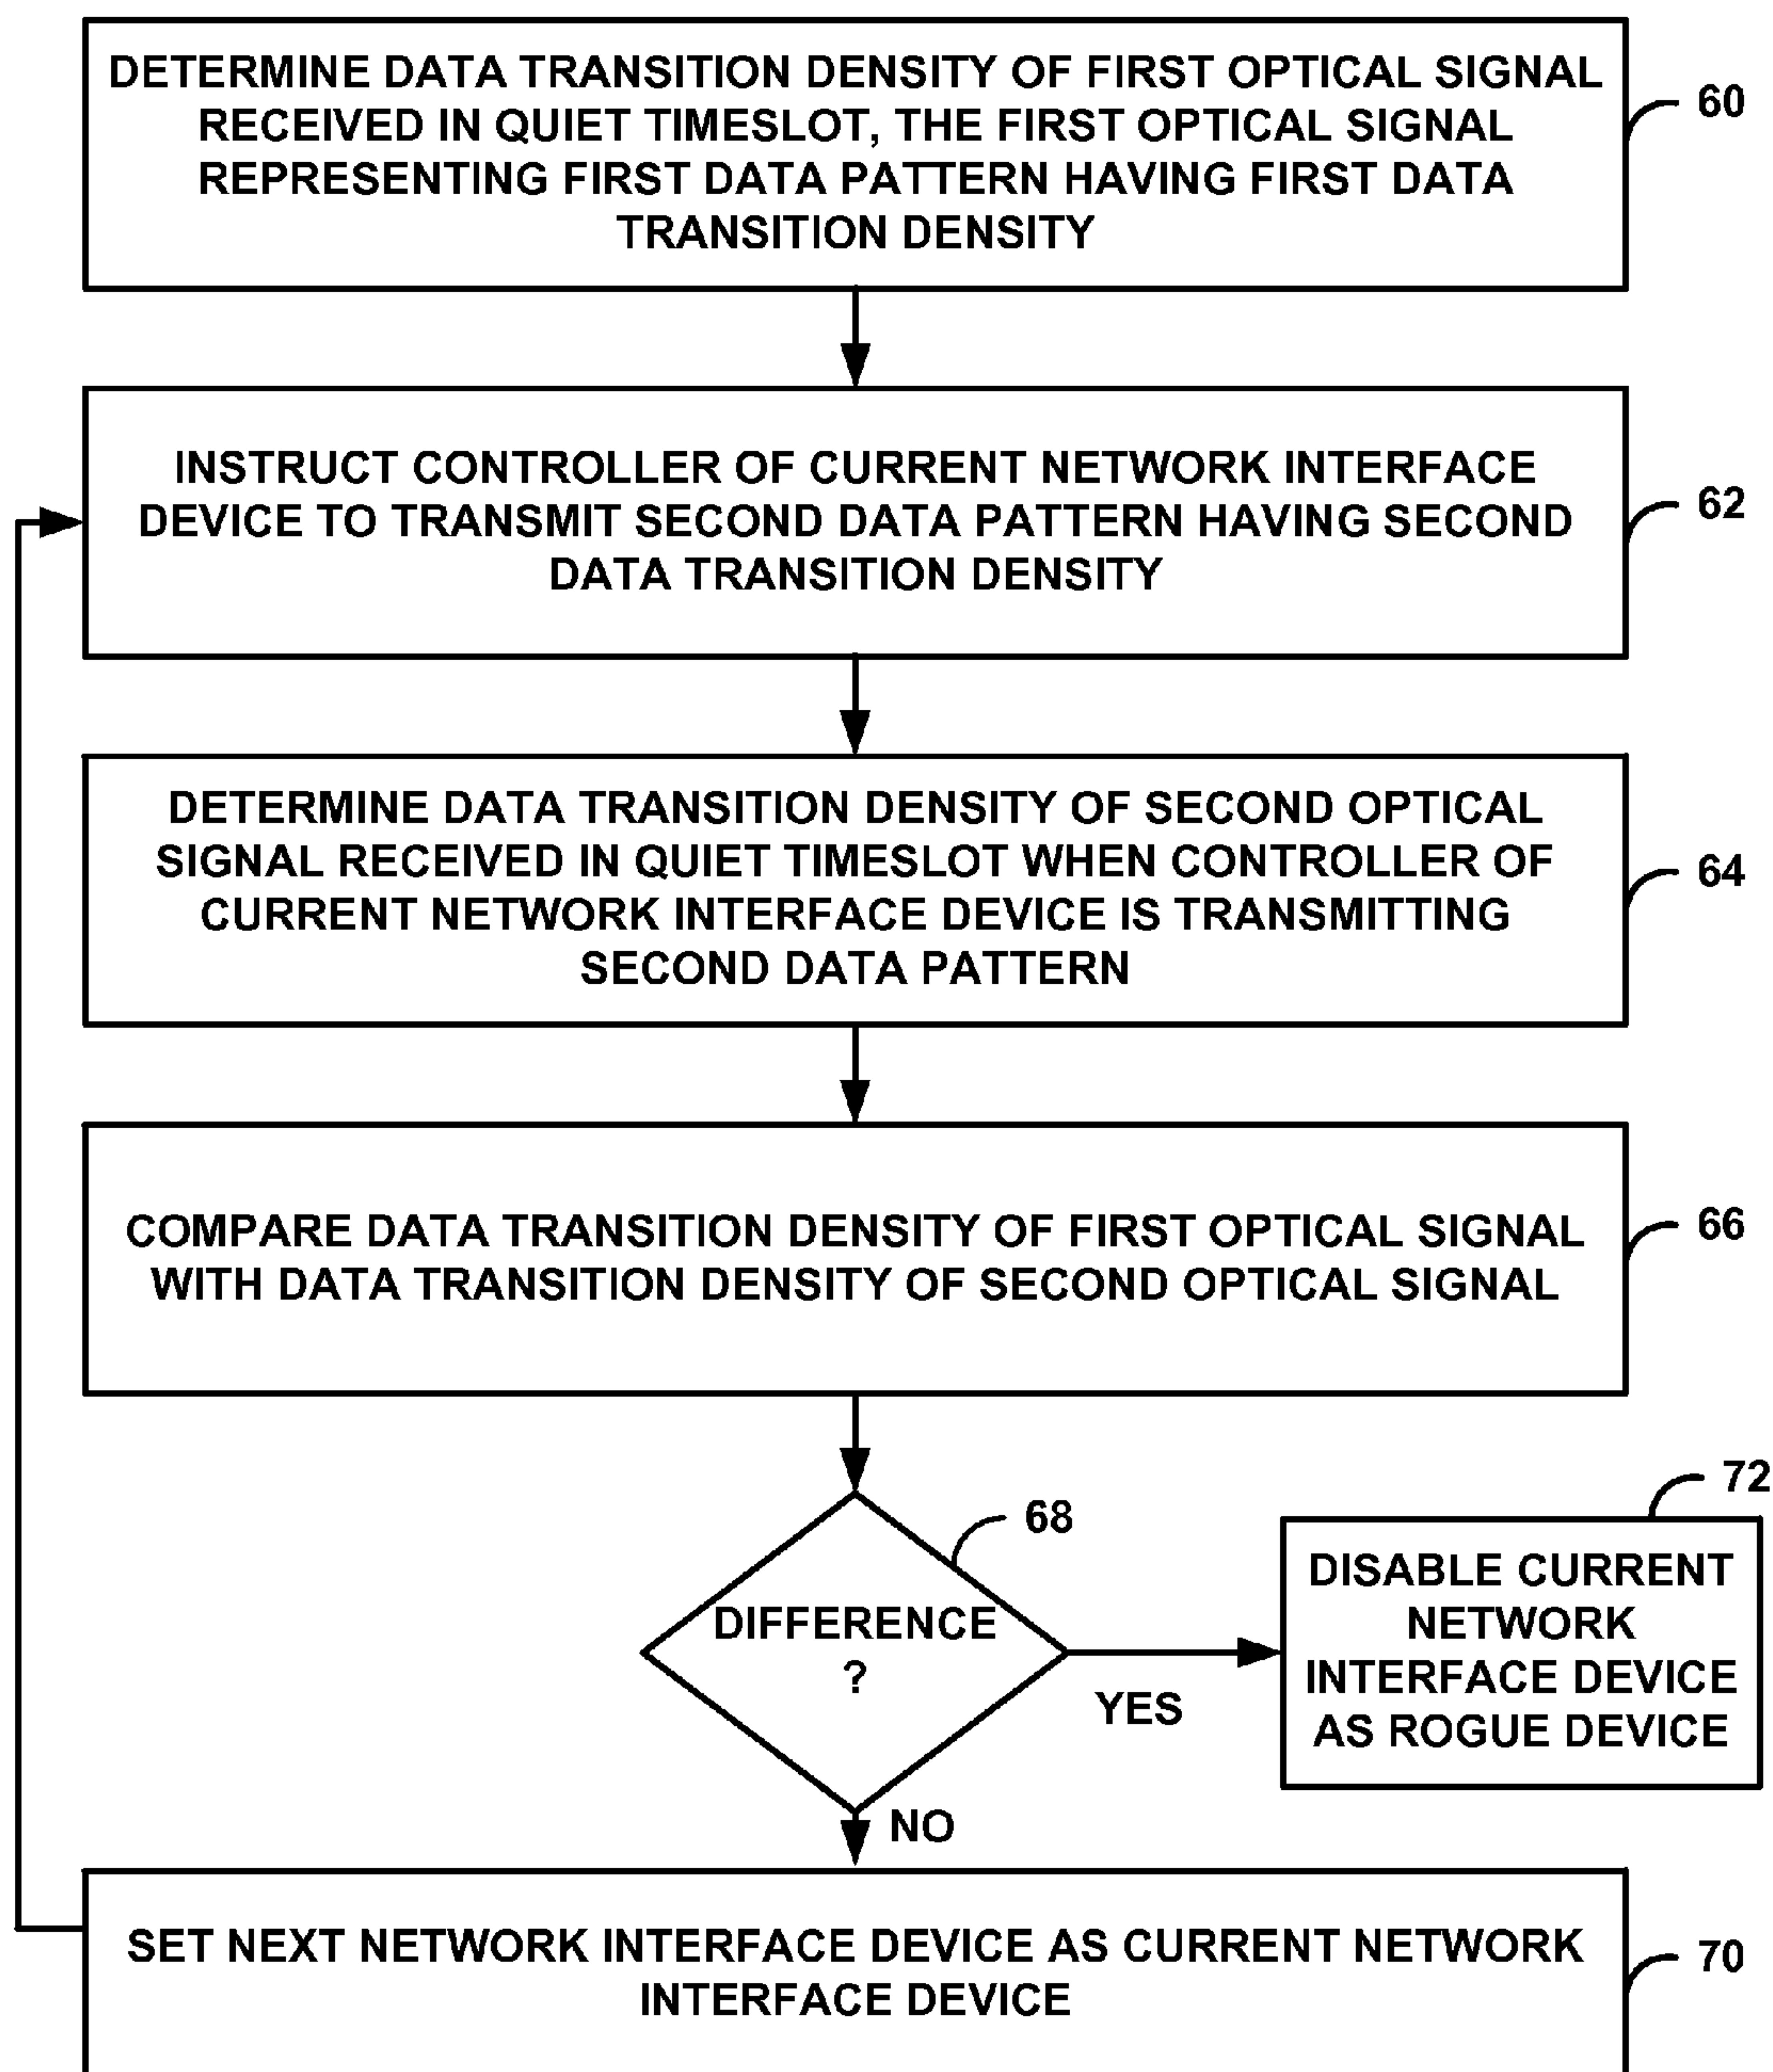 DETERMINE DATA TRANSITION DENSITY OF FIRST OPTICAL SIGNAL
RECEIVED IN QUIET TIMESLOT, THE FIRST OPTICAL SIGNAL
REPRESENTING FIRST DATA PATTERN HAVING FIRST DATA
TRANSITION DENSITY
60
INSTRUCT CONTROLLER OF CURRENT NETWORK INTERFACE
DEVICE TO TRANSMIT SECOND DATA PATTERN HAVING SECOND
DATA TRANSITION DENSITY
62
DETERMINE DATA TRANSITION DENSITY OF SECOND OPTICAL
SIGNAL RECEIVED IN QUIET TIMESLOT WHEN CONTROLLER OF
CURRENT NETWORK INTERFACE DEVICE IS TRANSMITTING
SECOND DATA PATTERN
64
COMPARE DATA TRANSITION DENSITY OF FIRST OPTICAL SIGNAL
WITH DATA TRANSITION DENSITY OF SECOND OPTICAL SIGNAL
66
DIFFERENCE
?
68
YES
72
DISABLE CURRENT
NETWORK
INTERFACE DEVICE
AS ROGUE DEVICE
NO
SET NEXT NETWORK INTERFACE DEVICE AS CURRENT NETWORK
INTERFACE DEVICE
70